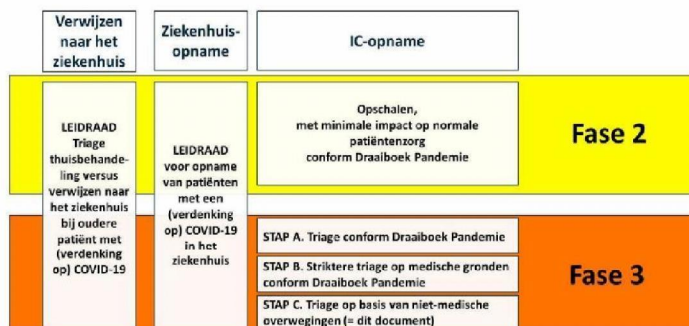 Verwijzen
naar het
ziekenhuis
Ziekenhuis-
opname
IC-opname
LEIDRAAD
Triage
thuisbehande-
ling versus
verwijzen naar
het ziekenhuis
bij oudere
patiënt met
(verdenking
op) COVID-19
LEIDRAAD
voor opname
van patiënten
met een
(verdenking
op) COVID-19
in het
ziekenhuis
Opschalen,
met minimale impact op normale
patiëntenzorg
conform Draaiboek Pandemie
Fase 2
STAP A. Triage conform Draaiboek Pandemie
STAP B. Striktere triage op medische gronden
conform Draaiboek Pandemie
STAP C. Triage op basis van niet-medische
overwegingen (= dit document)
Fase 3